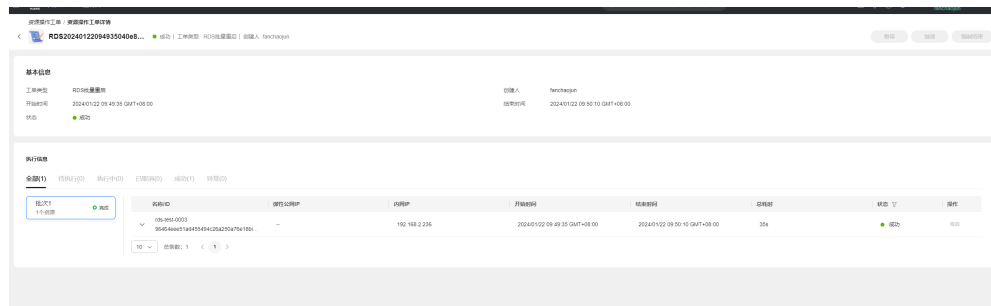 fanchaojun
资源操作工单 / 资源操作工单详情
RDS20240122094935040e8... 成功 | 工单类型 RDS批量重启 | 创建人 fanchaojun
基本信息
工单类型 RDS批量重启 创建人 fanchaojun
开始时间 2024/01/22 09:49:35 GMT+08:00 结束时间 2024/01/22 09:50:10 GMT+08:00
状态 成功
执行信息
全部(1) 待执行(0) 执行中(0) 已取消(0) 成功(1) 异常(0)
批次1 完成
1个资源
名称/ID 弹性公网IP 内网IP 开始时间 结束时间 总耗时 状态 操作
rds-test-0003
96464eee51ad455494c26a250a76e18bi... -- 192.168.2.236 2024/01/22 09:49:35 GMT+08:00 2024/01/22 09:50:10 GMT+08:00 35s 成功
10 总条数: 1 < 1 >